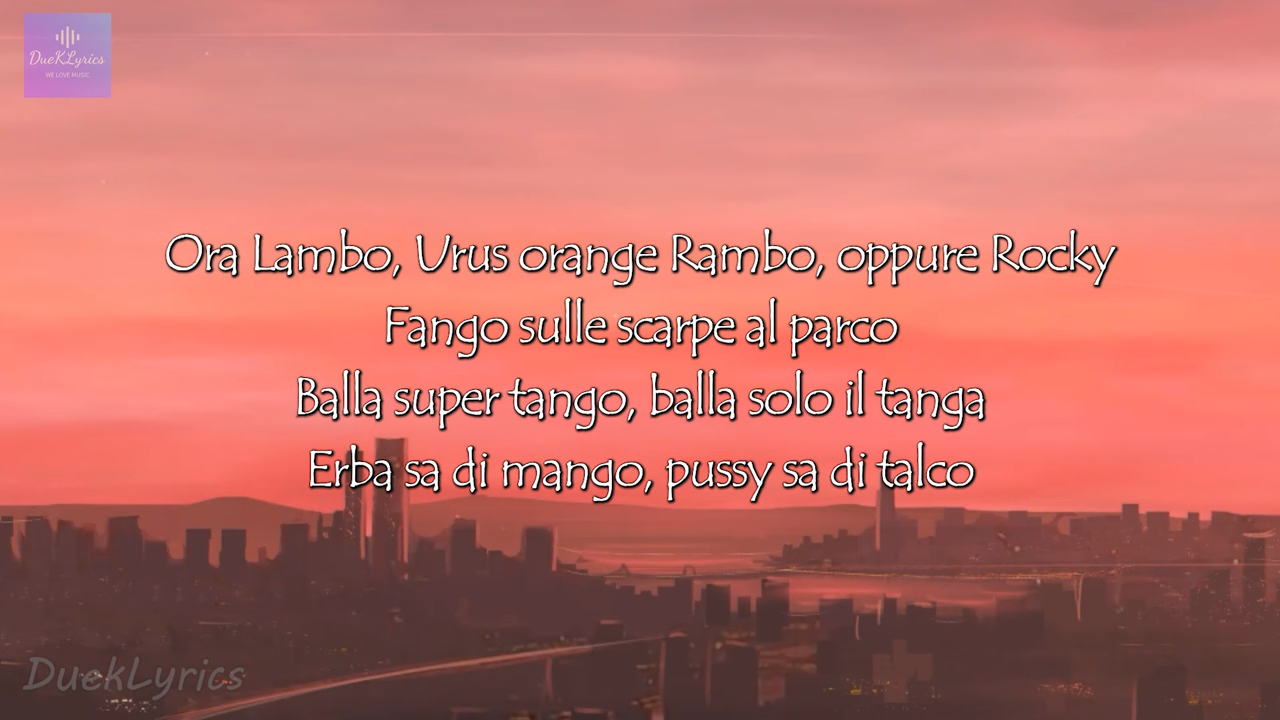 DueKLyrics
WE LOVE MUSIC
Ora Lambo, Urus orange Rambo, oppure Rocky
Fango sulle scarpe al parco
Balla super tango, balla solo il tanga
Erba sa di mango, pussy sa di talco
DuekLyrics